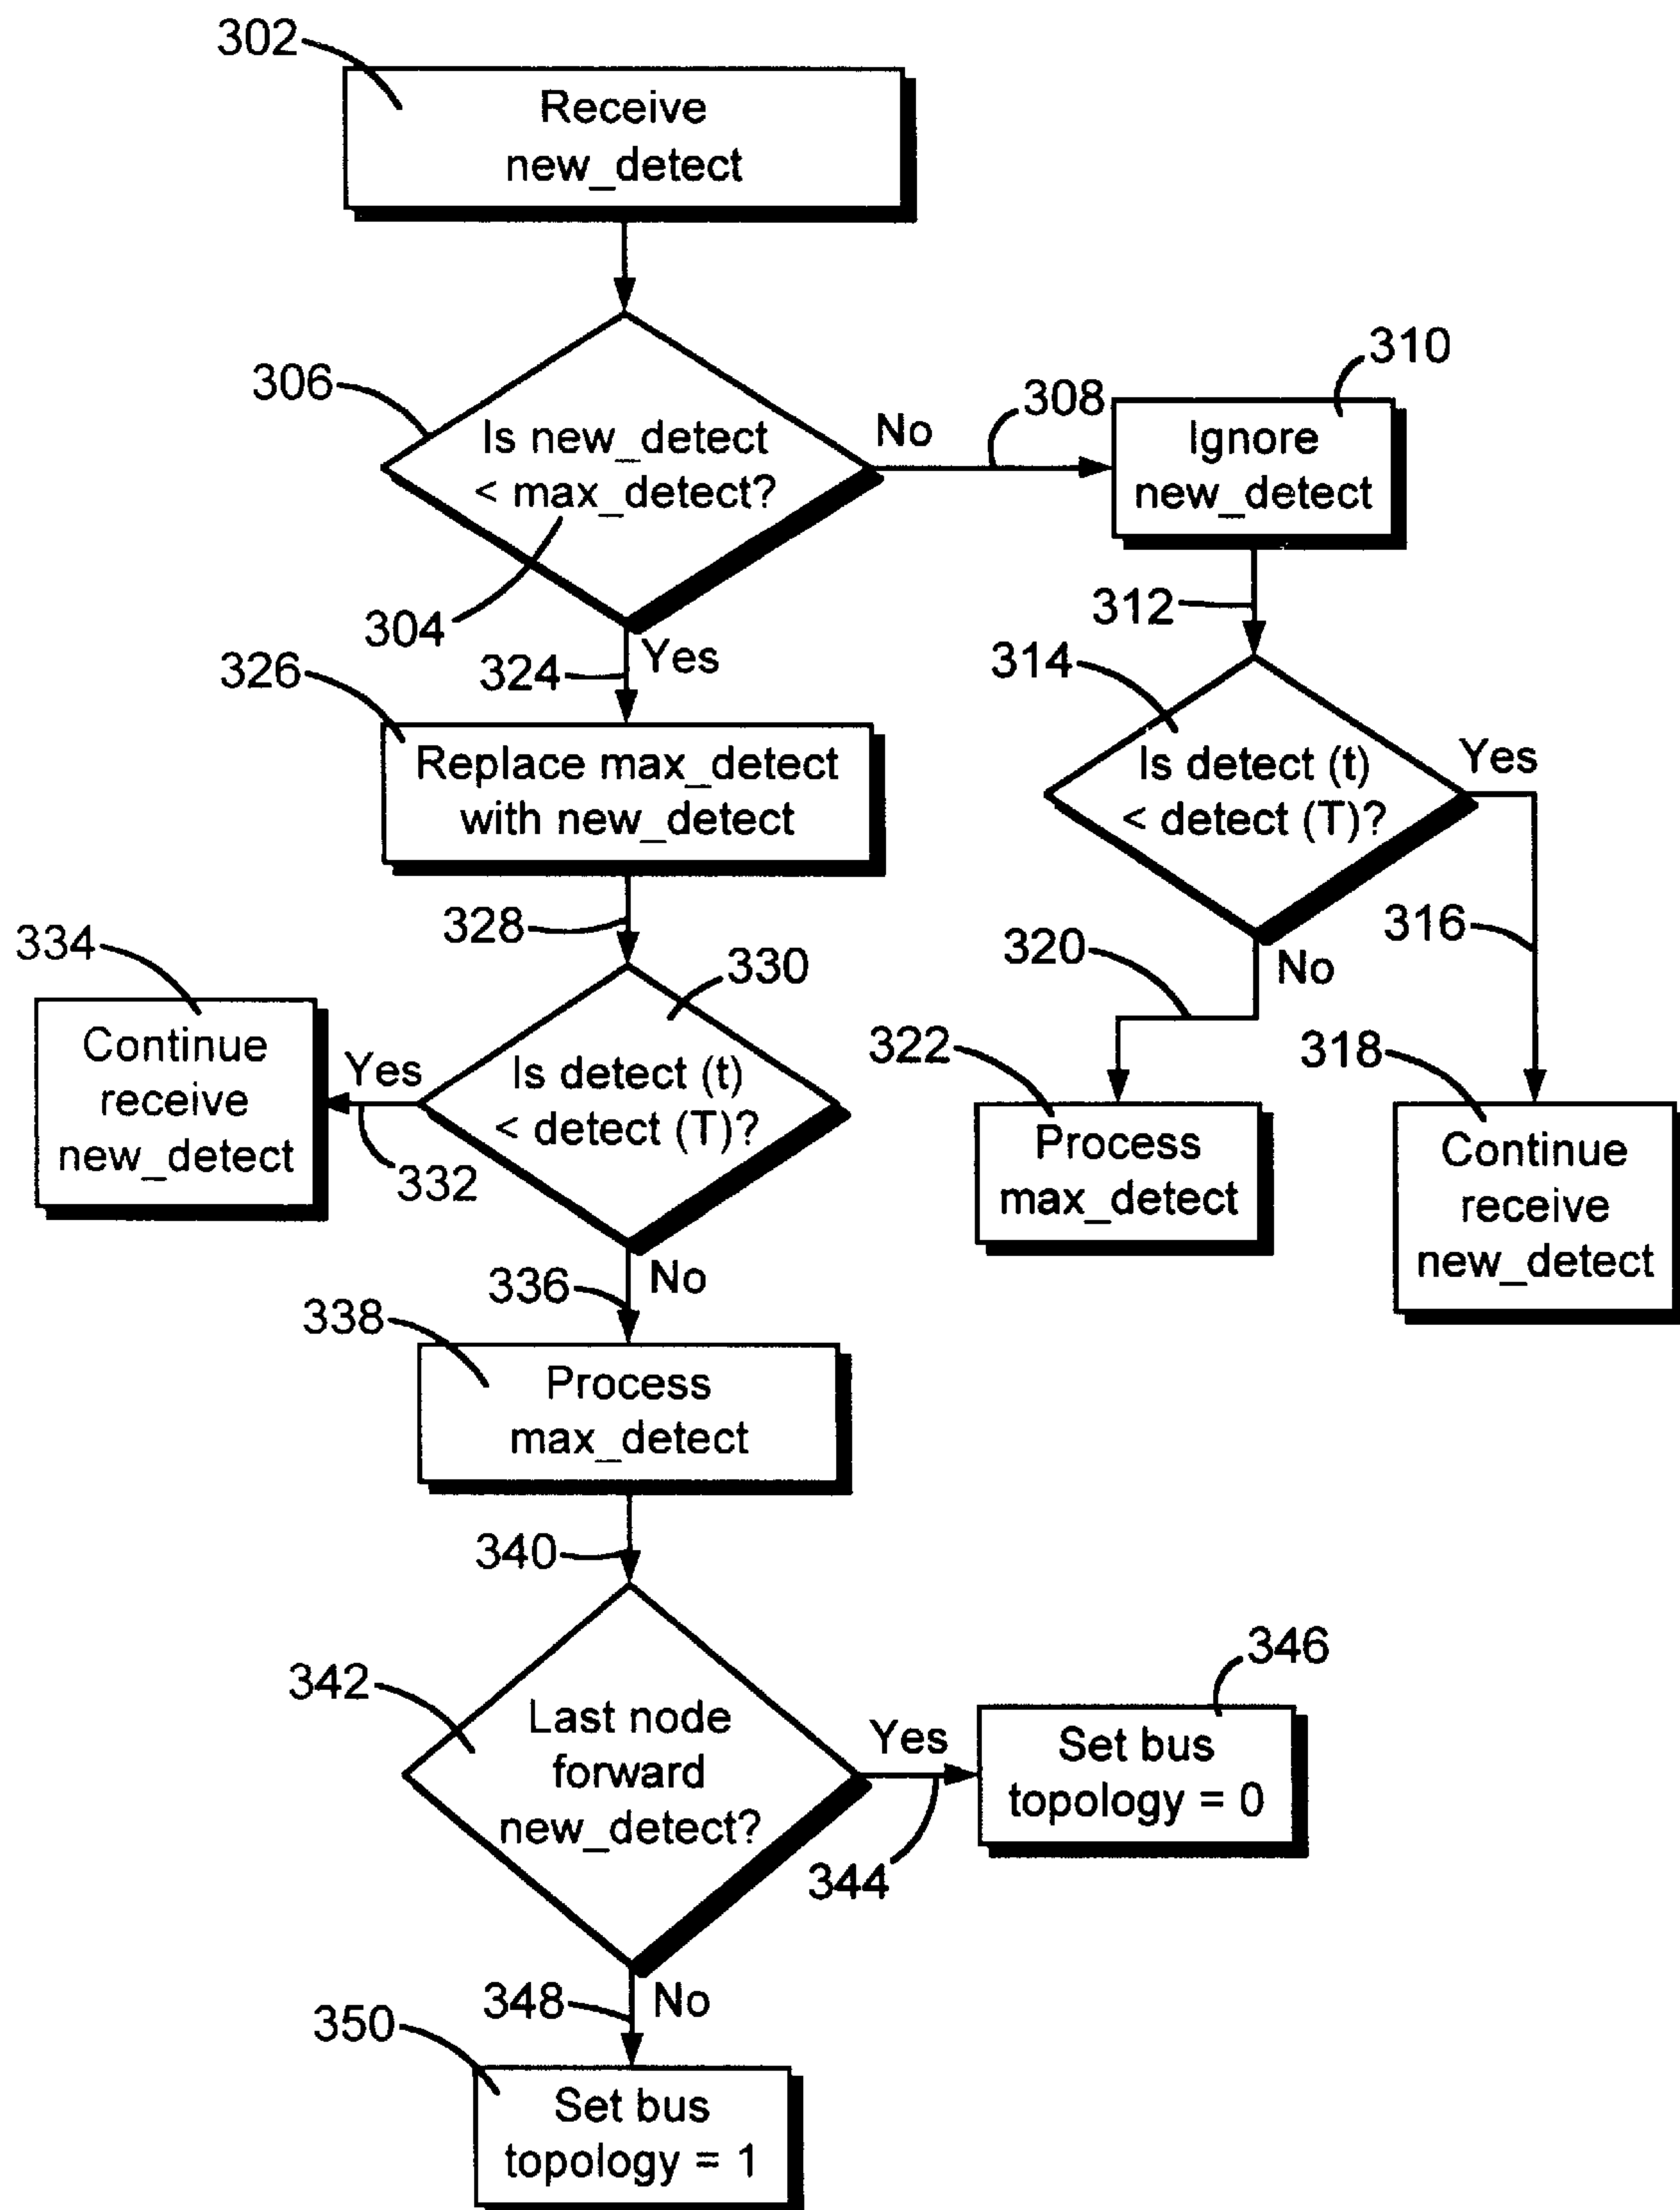 302
Receive
new_detect
306
Is new_detect
< max_detect?
304
No
308
310
Ignore
new_detect
312
314
Is detect (t)
< detect (T)?
Yes
316
318
Continue
receive
new_detect
No
320
322
Process
max_detect
Yes
324
326
Replace max_detect
with new_detect
328
330
Is detect (t)
< detect (T)?
Yes
332
334
Continue
receive
new_detect
No
336
338
Process
max_detect
340
342
Last node
forward
new_detect?
Yes
344
346
Set bus
topology = 0
No
348
350
Set bus
topology = 1